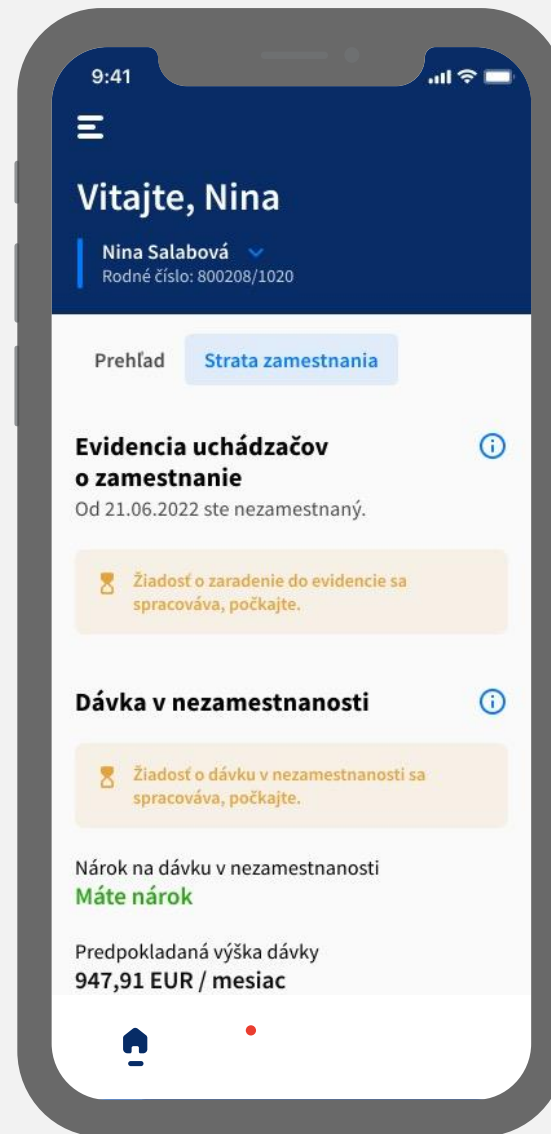 9:41
Vitajte, Nina
Nina Salabová
Rodné číslo: 800208/1020
Prehľad Strata zamestnania
Evidencia uchádzačov
o zamestnanie
Od 21.06.2022 ste nezamestnaný.
Žiadosť o zaradenie do evidencie sa
spracováva, počkajte.
Dávka v nezamestnanosti
Žiadosť o dávku v nezamestnanosti sa
spracováva, počkajte.
Nárok na dávku v nezamestnanosti
Máte nárok
Predpokladaná výška dávky
947,91 EUR / mesiac